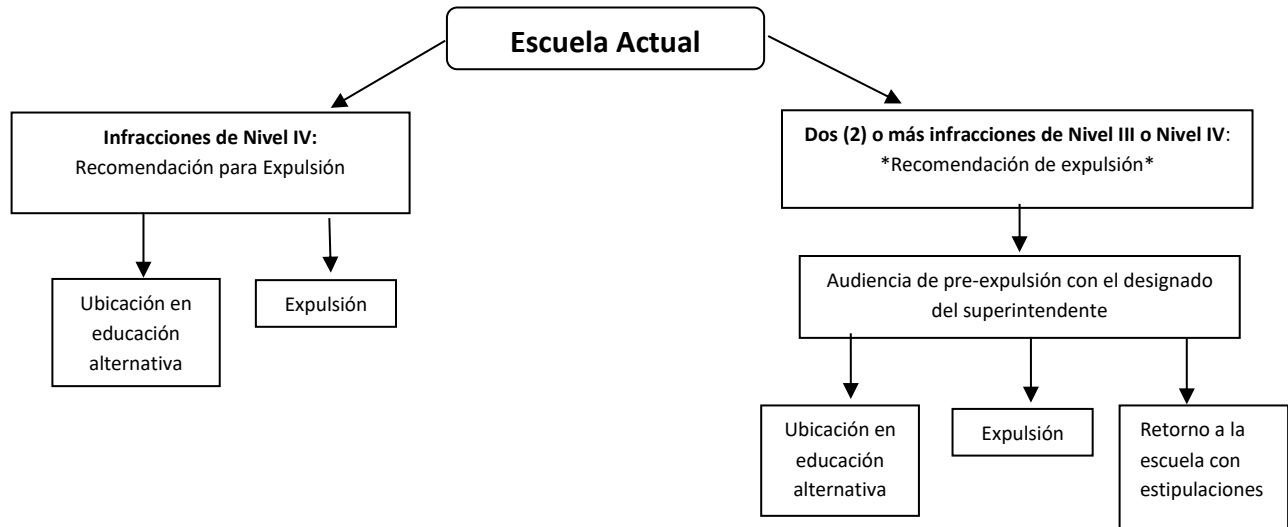 Escuela Actual
Infracciones de Nivel IV:
Recomendación para Expulsión
Dos (2) o más infracciones de Nivel III o Nivel IV:
*Recomendación de expulsión*
Ubicación en
educación
alternativa
Expulsión
Audiencia de pre-expulsión con el designado
del superintendente
Ubicación en
educación
alternativa
Expulsión
Retorno a la
escuela con
estipulaciones